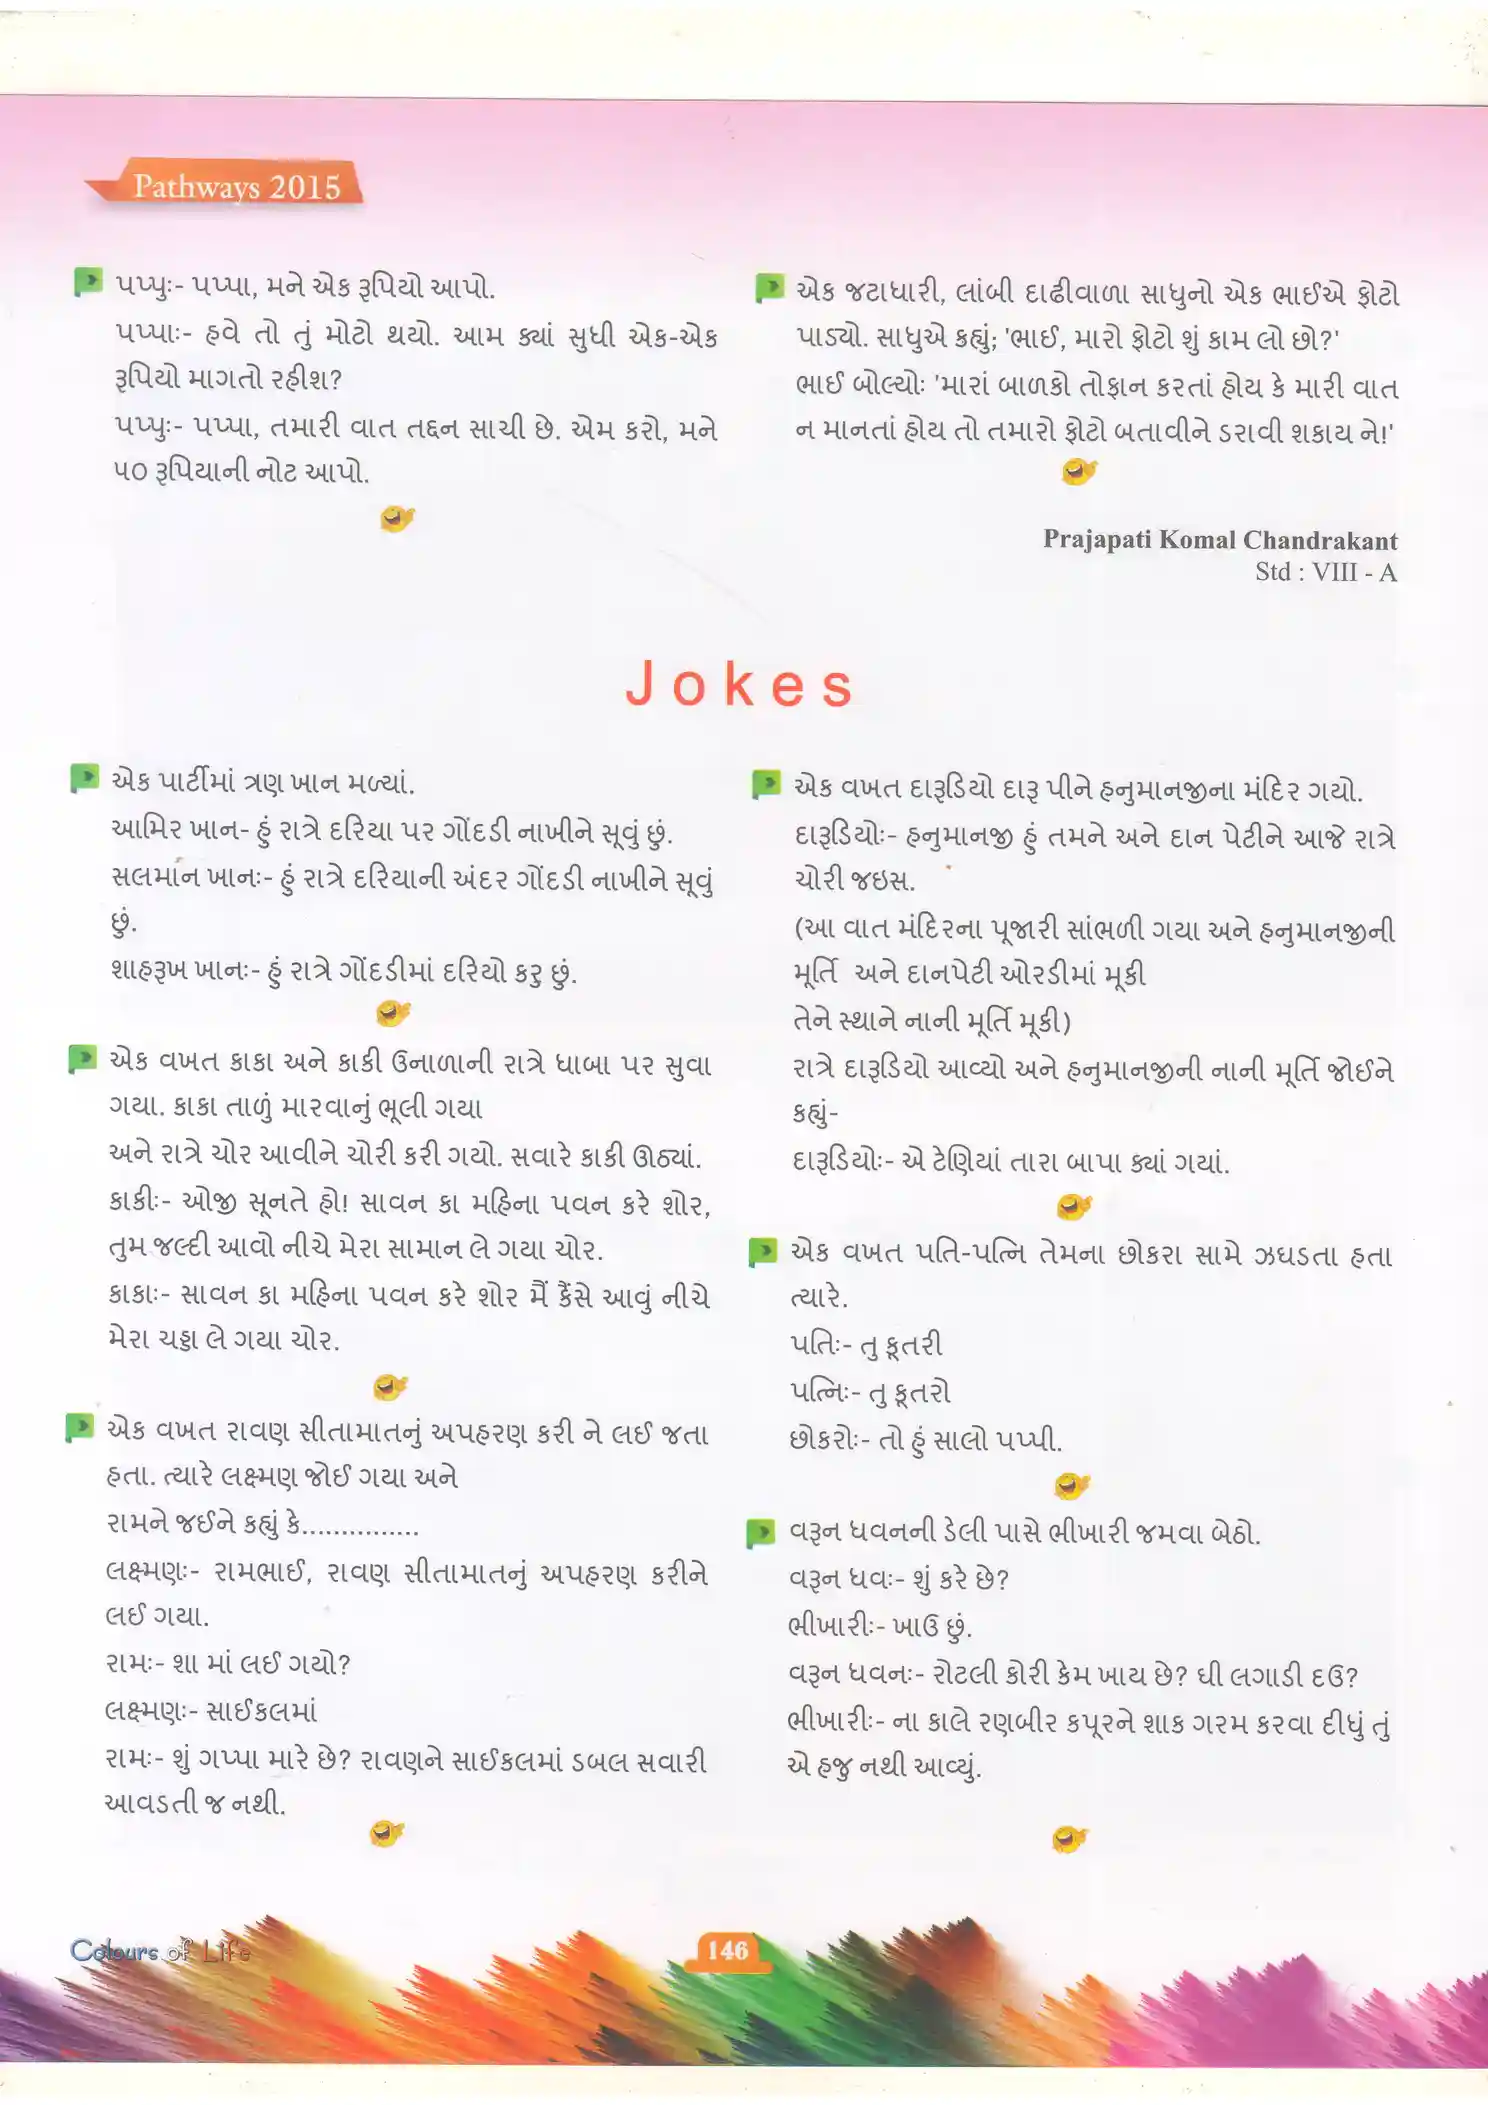 Pathways 2015
પપ્પુઃ- પપ્પા, મને એક રૂપિયો આપો.
પપ્પાઃ- હવે તો તું મોટો થયો. આમ ક્યાં સુધી એક-એક
રૂપિયો માગતો રહીશ?
પપ્પુઃ- પપ્પા, તમારી વાત તદ્દન સાચી છે. એમ કરો, મને
૫૦ રૂપિયાની નોટ આપો.
એક જટાધારી, લાંબી દાઢીવાળા સાધુનો એક ભાઈએ ફોટો
પાડ્યો. સાધુએ કહ્યું; 'ભાઈ, મારો ફોટો શું કામ લો છો?'
ભાઈ બોલ્યોઃ 'મારાં બાળકો તોફાન કરતાં હોય કે મારી વાત
ન માનતાં હોય તો તમારો ફોટો બતાવીને ડરાવી શકાય ને!'
Prajapati Komal Chandrakant
Std : VIII - A
Jokes
એક પાર્ટીમાં ત્રણ ખાન મળ્યાં.
આમિર ખાન- હું રાત્રે દરિયા પર ગોંદડી નાખીને સૂવું છું.
સલમાન ખાનઃ- હું રાત્રે દરિયાની અંદર ગોંદડી નાખીને સૂવું
છું.
શાહરૂખ ખાનઃ- હું રાત્રે ગોંદડીમાં દરિયો કરુ છું.
એક વખત કાકા અને કાકી ઉનાળાની રાત્રે ધાબા પર સુવા
ગયા. કાકા તાળું મારવાનું ભૂલી ગયા
અને રાત્રે ચોર આવીને ચોરી કરી ગયો. સવારે કાકી ઊઠ્યાં.
કાકીઃ- ઓજી સૂનતે હો! સાવન કા મહિના પવન કરે શોર,
તુમ જલ્દી આવો નીચે મેરા સામાન લે ગયા ચોર.
કાકાઃ- સાવન કા મહિના પવન કરે શોર મૈં કૈંસે આવું નીચે
મેરા ચડ્ડા લે ગયા ચોર.
એક વખત રાવણ સીતામાતનું અપહરણ કરી ને લઈ જતા
હતા. ત્યારે લક્ષ્મણ જોઈ ગયા અને
રામને જઈને કહ્યું કે...............
લક્ષ્મણઃ- રામભાઈ, રાવણ સીતામાતનું અપહરણ કરીને
લઈ ગયા.
રામઃ- શા માં લઈ ગયો?
લક્ષ્મણઃ- સાઈકલમાં
રામઃ- શું ગપ્પા મારે છે? રાવણને સાઈકલમાં ડબલ સવારી
આવડતી જ નથી.
એક વખત દારૂડિયો દારૂ પીને હનુમાનજીના મંદિર ગયો.
દારૂડિયોઃ- હનુમાનજી હું તમને અને દાન પેટીને આજે રાત્રે
ચોરી જઇસ.
(આ વાત મંદિરના પૂજારી સાંભળી ગયા અને હનુમાનજીની
મૂર્તિ અને દાનપેટી ઓરડીમાં મૂકી
તેને સ્થાને નાની મૂર્તિ મૂકી)
રાત્રે દારૂડિયો આવ્યો અને હનુમાનજીની નાની મૂર્તિ જોઈને
કહ્યું-
દારૂડિયોઃ- એ ટેણિયાં તારા બાપા ક્યાં ગયાં.
એક વખત પતિ-પત્નિ તેમના છોકરા સામે ઝઘડતા હતા
ત્યારે.
પતિઃ- તુ કૂતરી
પત્નિઃ- તુ કૂતરો
છોકરોઃ- તો હું સાલો પપ્પી.
વરૂન ધવનની ડેલી પાસે ભીખારી જમવા બેઠો.
વરૂન ધવઃ- શું કરે છે?
ભીખારીઃ- ખાઉ છું.
વરૂન ધવનઃ- રોટલી કોરી કેમ ખાય છે? ઘી લગાડી દઉ?
ભીખારીઃ- ના કાલે રણબીર કપૂરને શાક ગરમ કરવા દીધું તું
એ હજુ નથી આવ્યું.
Colours of Life
146